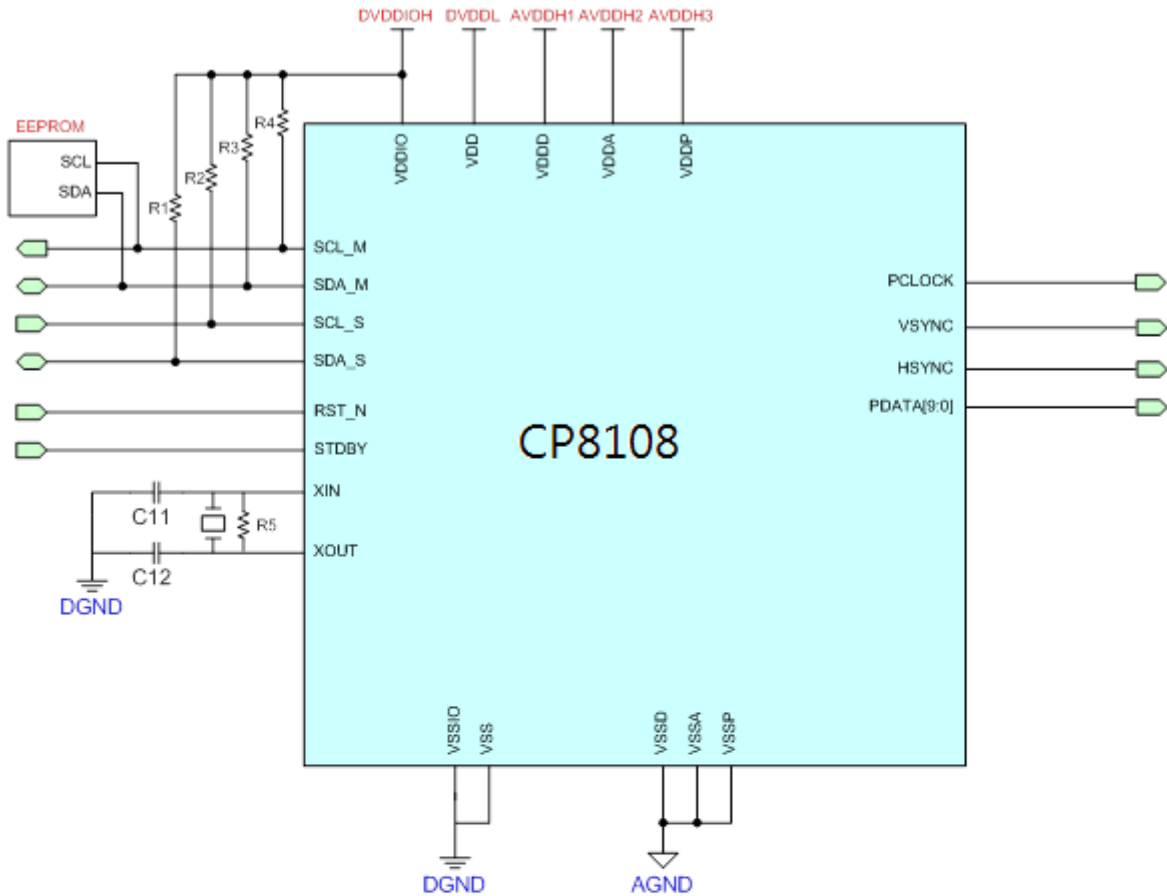 DVDDIOH DVDDL AVDDH1 AVDDH2 AVDDH3
EEPROM
SCL
SDA
R1
R2
R3
R4
VDDIO
VDD
VDDD
VDDA
VDDP
SCL_M
SDA_M
SCL_S
SDA_S
RST_N
STDBY
XIN
XOUT
C11
C12
R5
DGND
CP8108
PCLOCK
VSYNC
HSYNC
PDATA[9:0]
VSSIO
VSS
VSSD
VSSA
VSSP
DGND
AGND